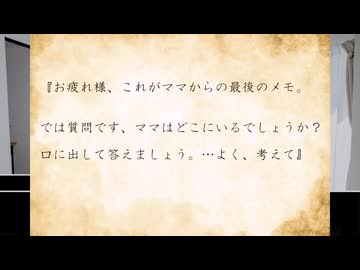 『お疲れ様、これがママからの最後のメモ。
では質問です、ママはどこにいるでしょうか？
口に出して答えましょう。…よく、考えて』